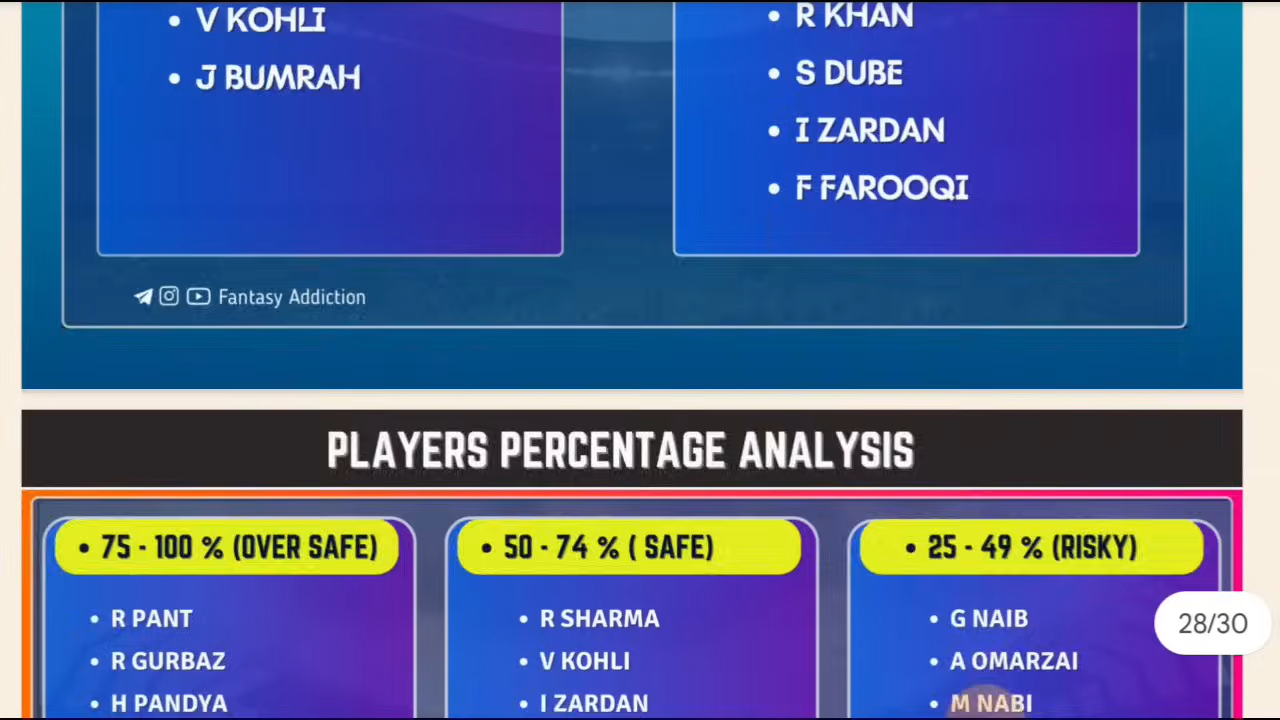 V KOHLI
J BUMRAH
R KHAN
S DUBE
I ZARDAN
F FAROOQI
Fantasy Addiction
PLAYERS PERCENTAGE ANALYSIS
75 - 100 % (OVER SAFE)
R PANT
R GURBAZ
H PANDYA
50 - 74 % ( SAFE)
R SHARMA
V KOHLI
I ZARDAN
25 - 49 % (RISKY)
G NAIB
A OMARZAI
M NABI
28/30